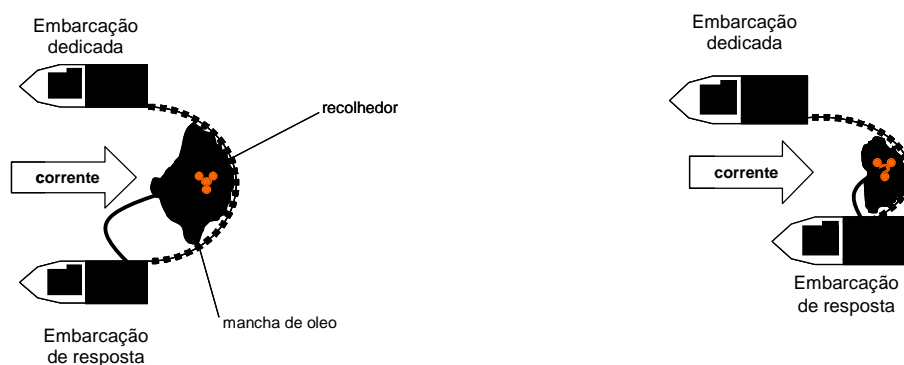 Embarcação
dedicada
recolhedor
corrente
mancha de oleo
Embarcação
de resposta
Embarcação
dedicada
corrente
Embarcação
de resposta